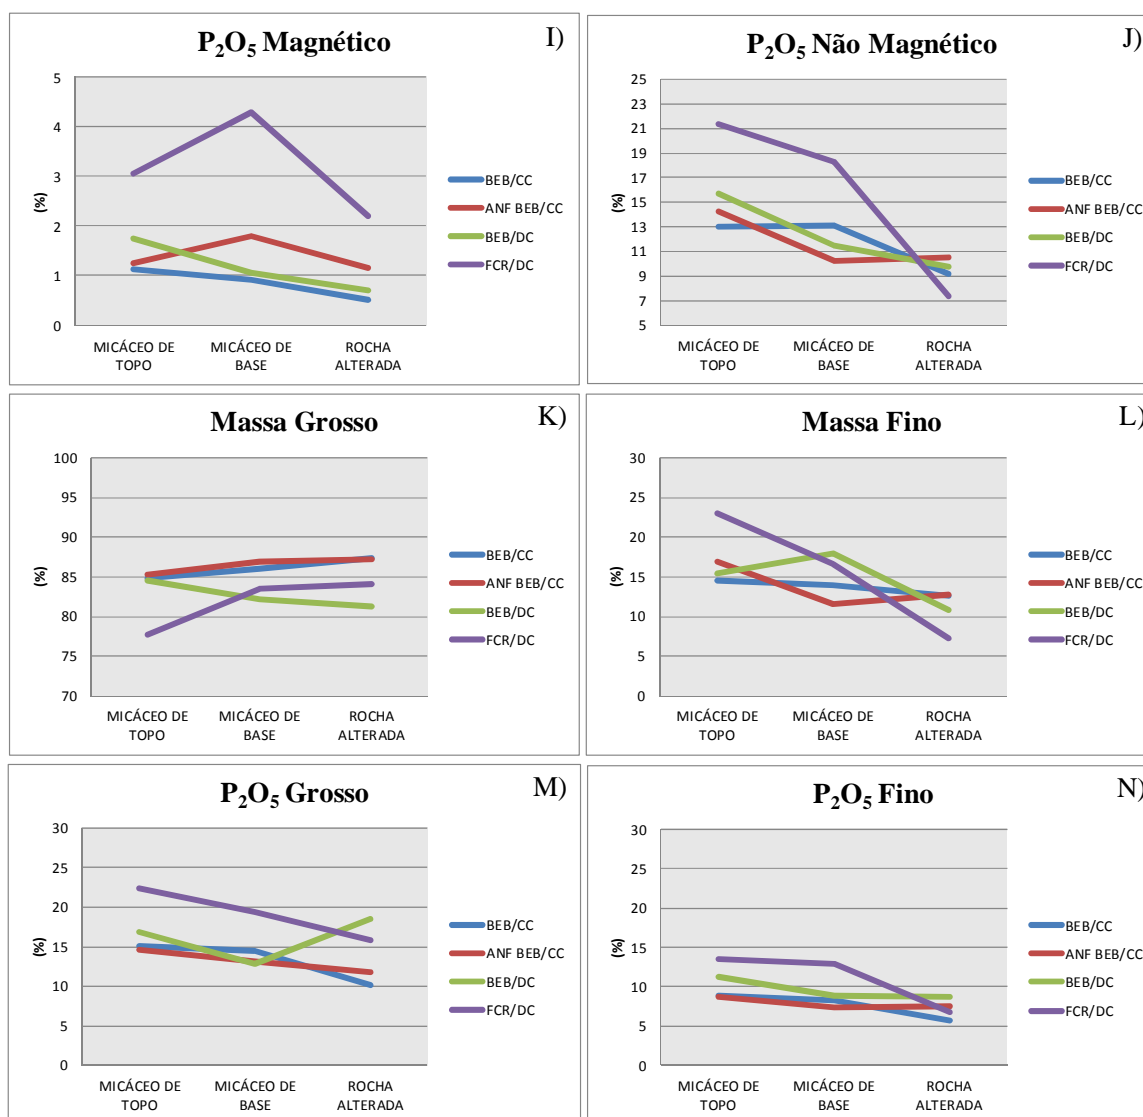 P₂O₅ Magnético
I)
5
4
3
2
1
0
(%)
MICÁCEO DE TOPO
MICÁCEO DE BASE
ROCHA ALTERADA
BEB/CC
ANF BEB/CC
BEB/DC
FCR/DC
P₂O₅ Não Magnético
J)
25
23
21
19
17
15
13
11
9
7
5
(%)
MICÁCEO DE TOPO
MICÁCEO DE BASE
ROCHA ALTERADA
BEB/CC
ANF BEB/CC
BEB/DC
FCR/DC
Massa Grosso
K)
100
95
90
85
80
75
70
(%)
MICÁCEO DE TOPO
MICÁCEO DE BASE
ROCHA ALTERADA
BEB/CC
ANF BEB/CC
BEB/DC
FCR/DC
Massa Fino
L)
30
25
20
15
10
5
0
(%)
MICÁCEO DE TOPO
MICÁCEO DE BASE
ROCHA ALTERADA
BEB/CC
ANF BEB/CC
BEB/DC
FCR/DC
P₂O₅ Grosso
M)
30
25
20
15
10
5
0
(%)
MICÁCEO DE TOPO
MICÁCEO DE BASE
ROCHA ALTERADA
BEB/CC
ANF BEB/CC
BEB/DC
FCR/DC
P₂O₅ Fino
N)
30
25
20
15
10
5
0
(%)
MICÁCEO DE TOPO
MICÁCEO DE BASE
ROCHA ALTERADA
BEB/CC
ANF BEB/CC
BEB/DC
FCR/DC